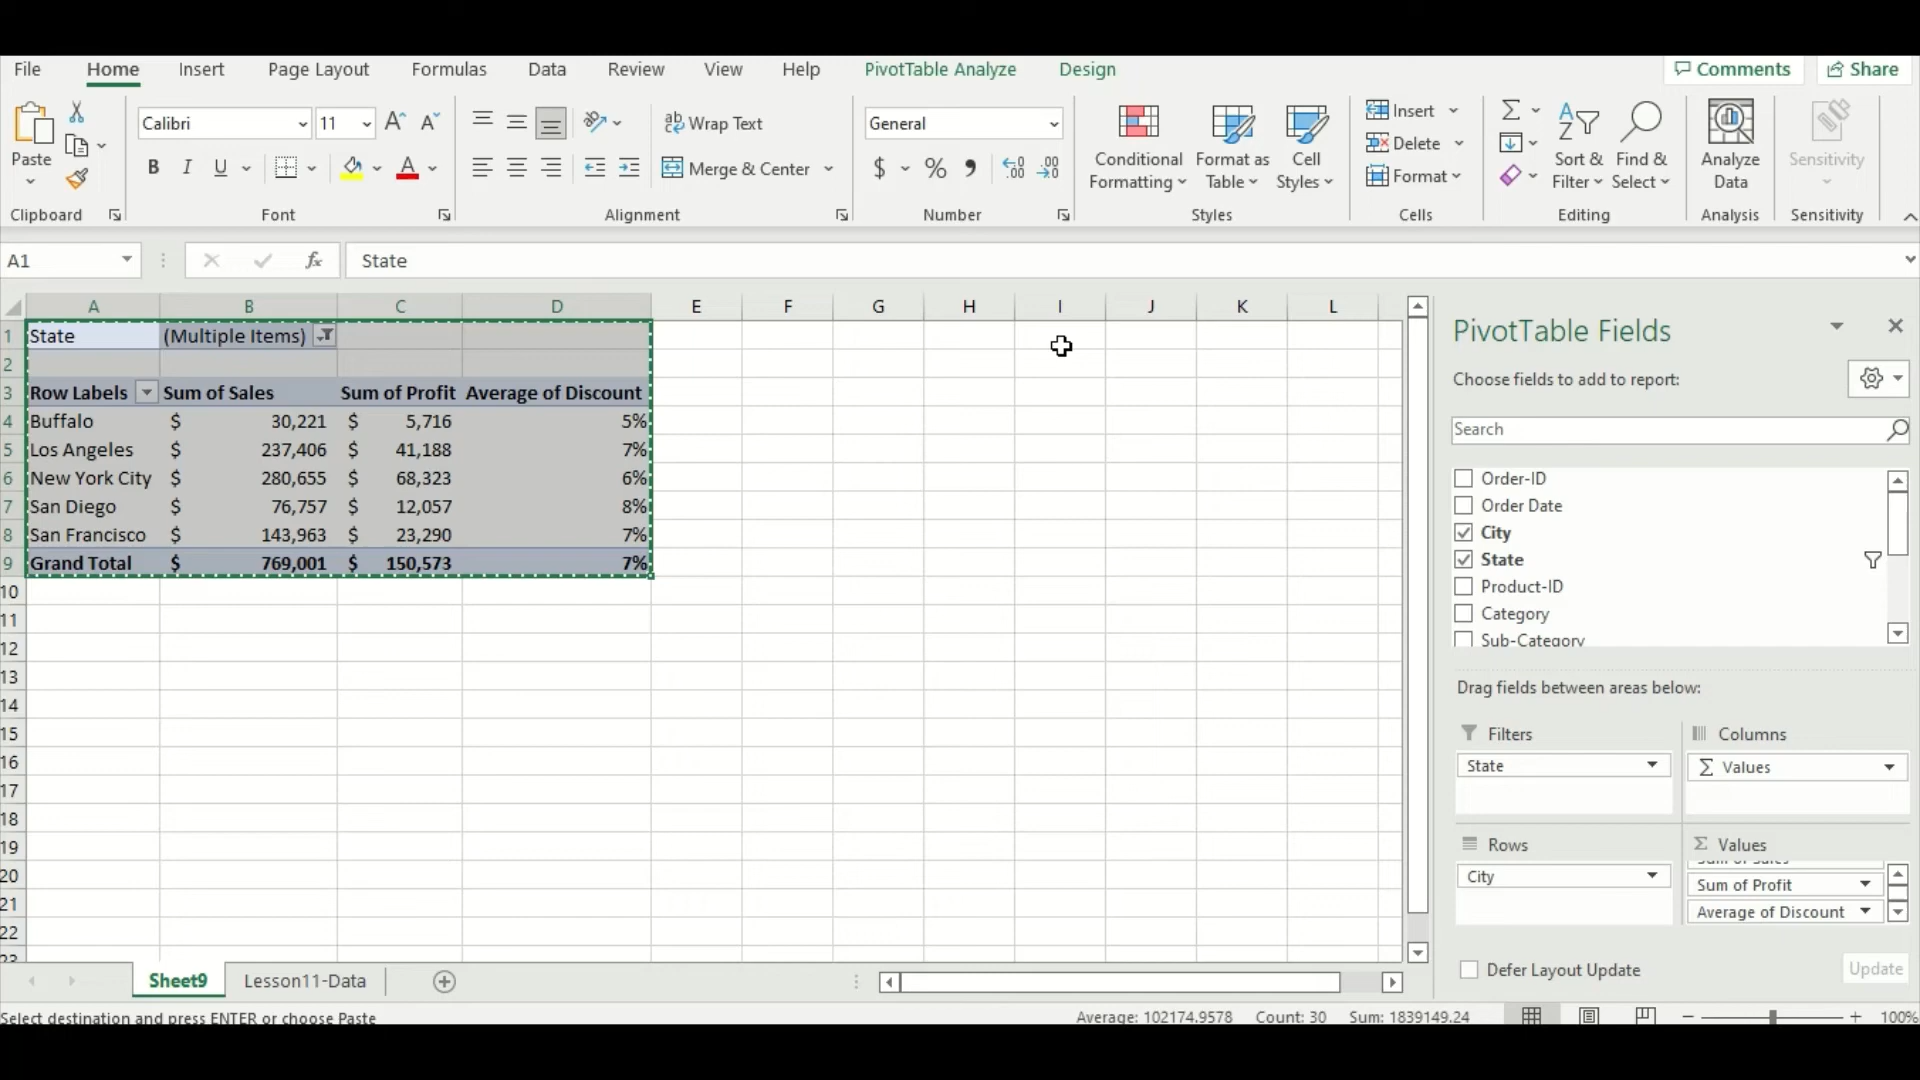 File Home Insert Page Layout Formulas Data Review View Help PivotTable Analyze Design Comments Share
Calibri 11 Wrap Text General Insert
Paste B I U Merge & Center $ % Conditional Formatting Format as Table Cell Styles Delete Format Sort & Filter Find & Select Analyze Data Sensitivity
Clipboard Font Alignment Number Styles Cells Editing Analysis Sensitivity
A1 fx State
A B C D E F G H I J K L
1 State (Multiple Items)
2
3 Row Labels Sum of Sales Sum of Profit Average of Discount
4 Buffalo $ 30,221 $ 5,716 5%
5 Los Angeles $ 237,406 $ 41,188 7%
6 New York City $ 280,655 $ 68,323 6%
7 San Diego $ 76,757 $ 12,057 8%
8 San Francisco $ 143,963 $ 23,290 7%
9 Grand Total $ 769,001 $ 150,573 7%
10
11
12
13
14
15
16
17
18
19
20
21
22
23
PivotTable Fields
Choose fields to add to report:
Search
Order-ID
Order Date
City
State
Product-ID
Category
Sub-Category
Drag fields between areas below:
Filters
State
Columns
Σ Values
Rows
City
Σ Values
Sum of Sales
Sum of Profit
Average of Discount
Defer Layout Update Update
Sheet9 Lesson11-Data
Select destination and press ENTER or choose Paste Average: 102174.9578 Count: 30 Sum: 1839149.24 100%